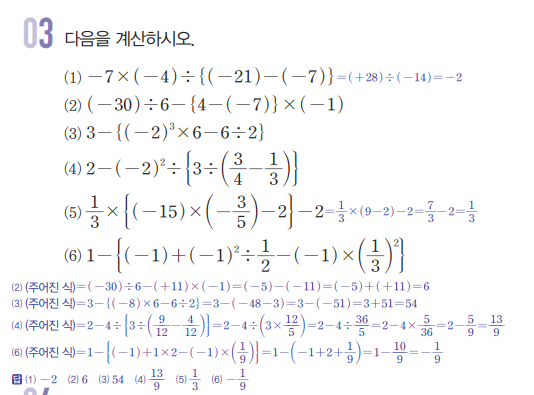 03 다음을 계산하시오.
(1) −7×(−4)÷{(−21)−(−7)}=(+28)÷(−14)=−2
(2) (−30)÷6−{4−(−7)}×(−1)
(3) 3−{(−2)³×6−6÷2}
(4) 2−(−2)²÷{3÷(3/4−1/3)}
(5) 1/3×{(−15)×(−3/5)−2}−2=1/3×(9−2)−2=7/3−2=1/3
(6) 1−{(−1)+(−1)²÷1/2−(−1)×(1/3)²}
(2) (주어진 식)=(−30)÷6−(+11)×(−1)=(−5)−(−11)=(−5)+(+11)=6
(3) (주어진 식)=3−{(−8)×6−6÷2}=3−(−48−3)=3−(−51)=3+51=54
(4) (주어진 식)=2−4÷{3÷(9/12−4/12)}=2−4÷(3×12/5)=2−4÷36/5=2−4×5/36=2−5/9=13/9
(6) (주어진 식)=1−{(−1)+1×2−(−1)×(1/9)}=1−(−1+2+1/9)=1−10/9=−1/9
답 (1) −2 (2) 6 (3) 54 (4) 13/9 (5) 1/3 (6) −1/9